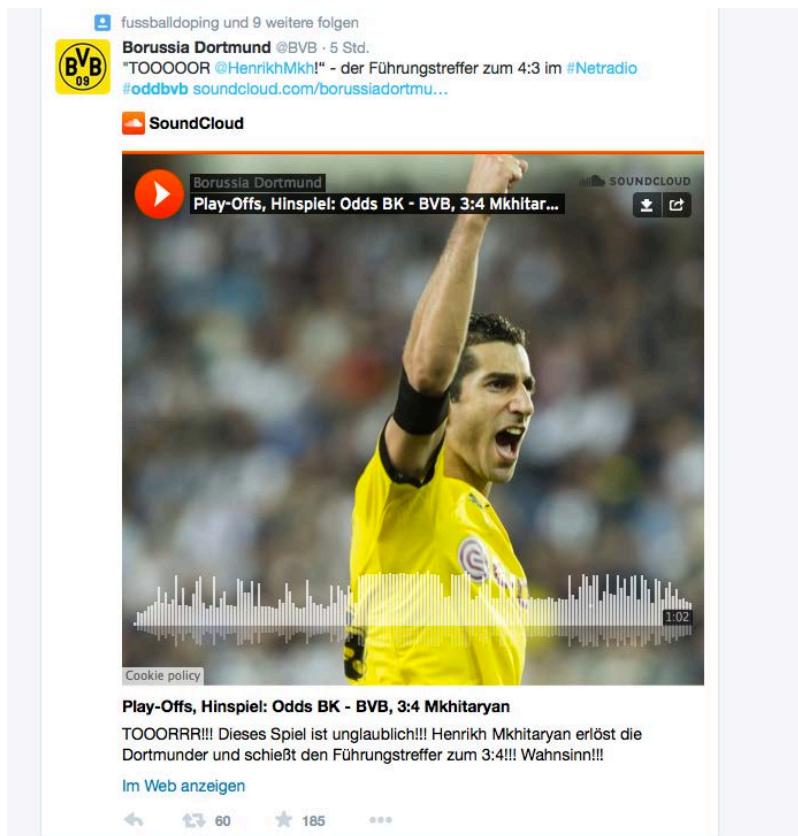 fussballdoping und 9 weitere folgen
Borussia Dortmund @BVB · 5 Std.
"TOOOOOR @HenrikhMkh!" - der Führungstreffer zum 4:3 im #Netradio
#oddbvb soundcloud.com/borussiadortmu…
BVB
09
SoundCloud
Borussia Dortmund
SOUNDCLOUD
Play-Offs, Hinspiel: Odds BK - BVB, 3:4 Mkhitar...
1:02
Cookie policy
Play-Offs, Hinspiel: Odds BK - BVB, 3:4 Mkhitaryan
TOOORRR!!! Dieses Spiel ist unglaublich!!! Henrikh Mkhitaryan erlöst die
Dortmunder und schießt den Führungstreffer zum 3:4!!! Wahnsinn!!!
Im Web anzeigen
60
185